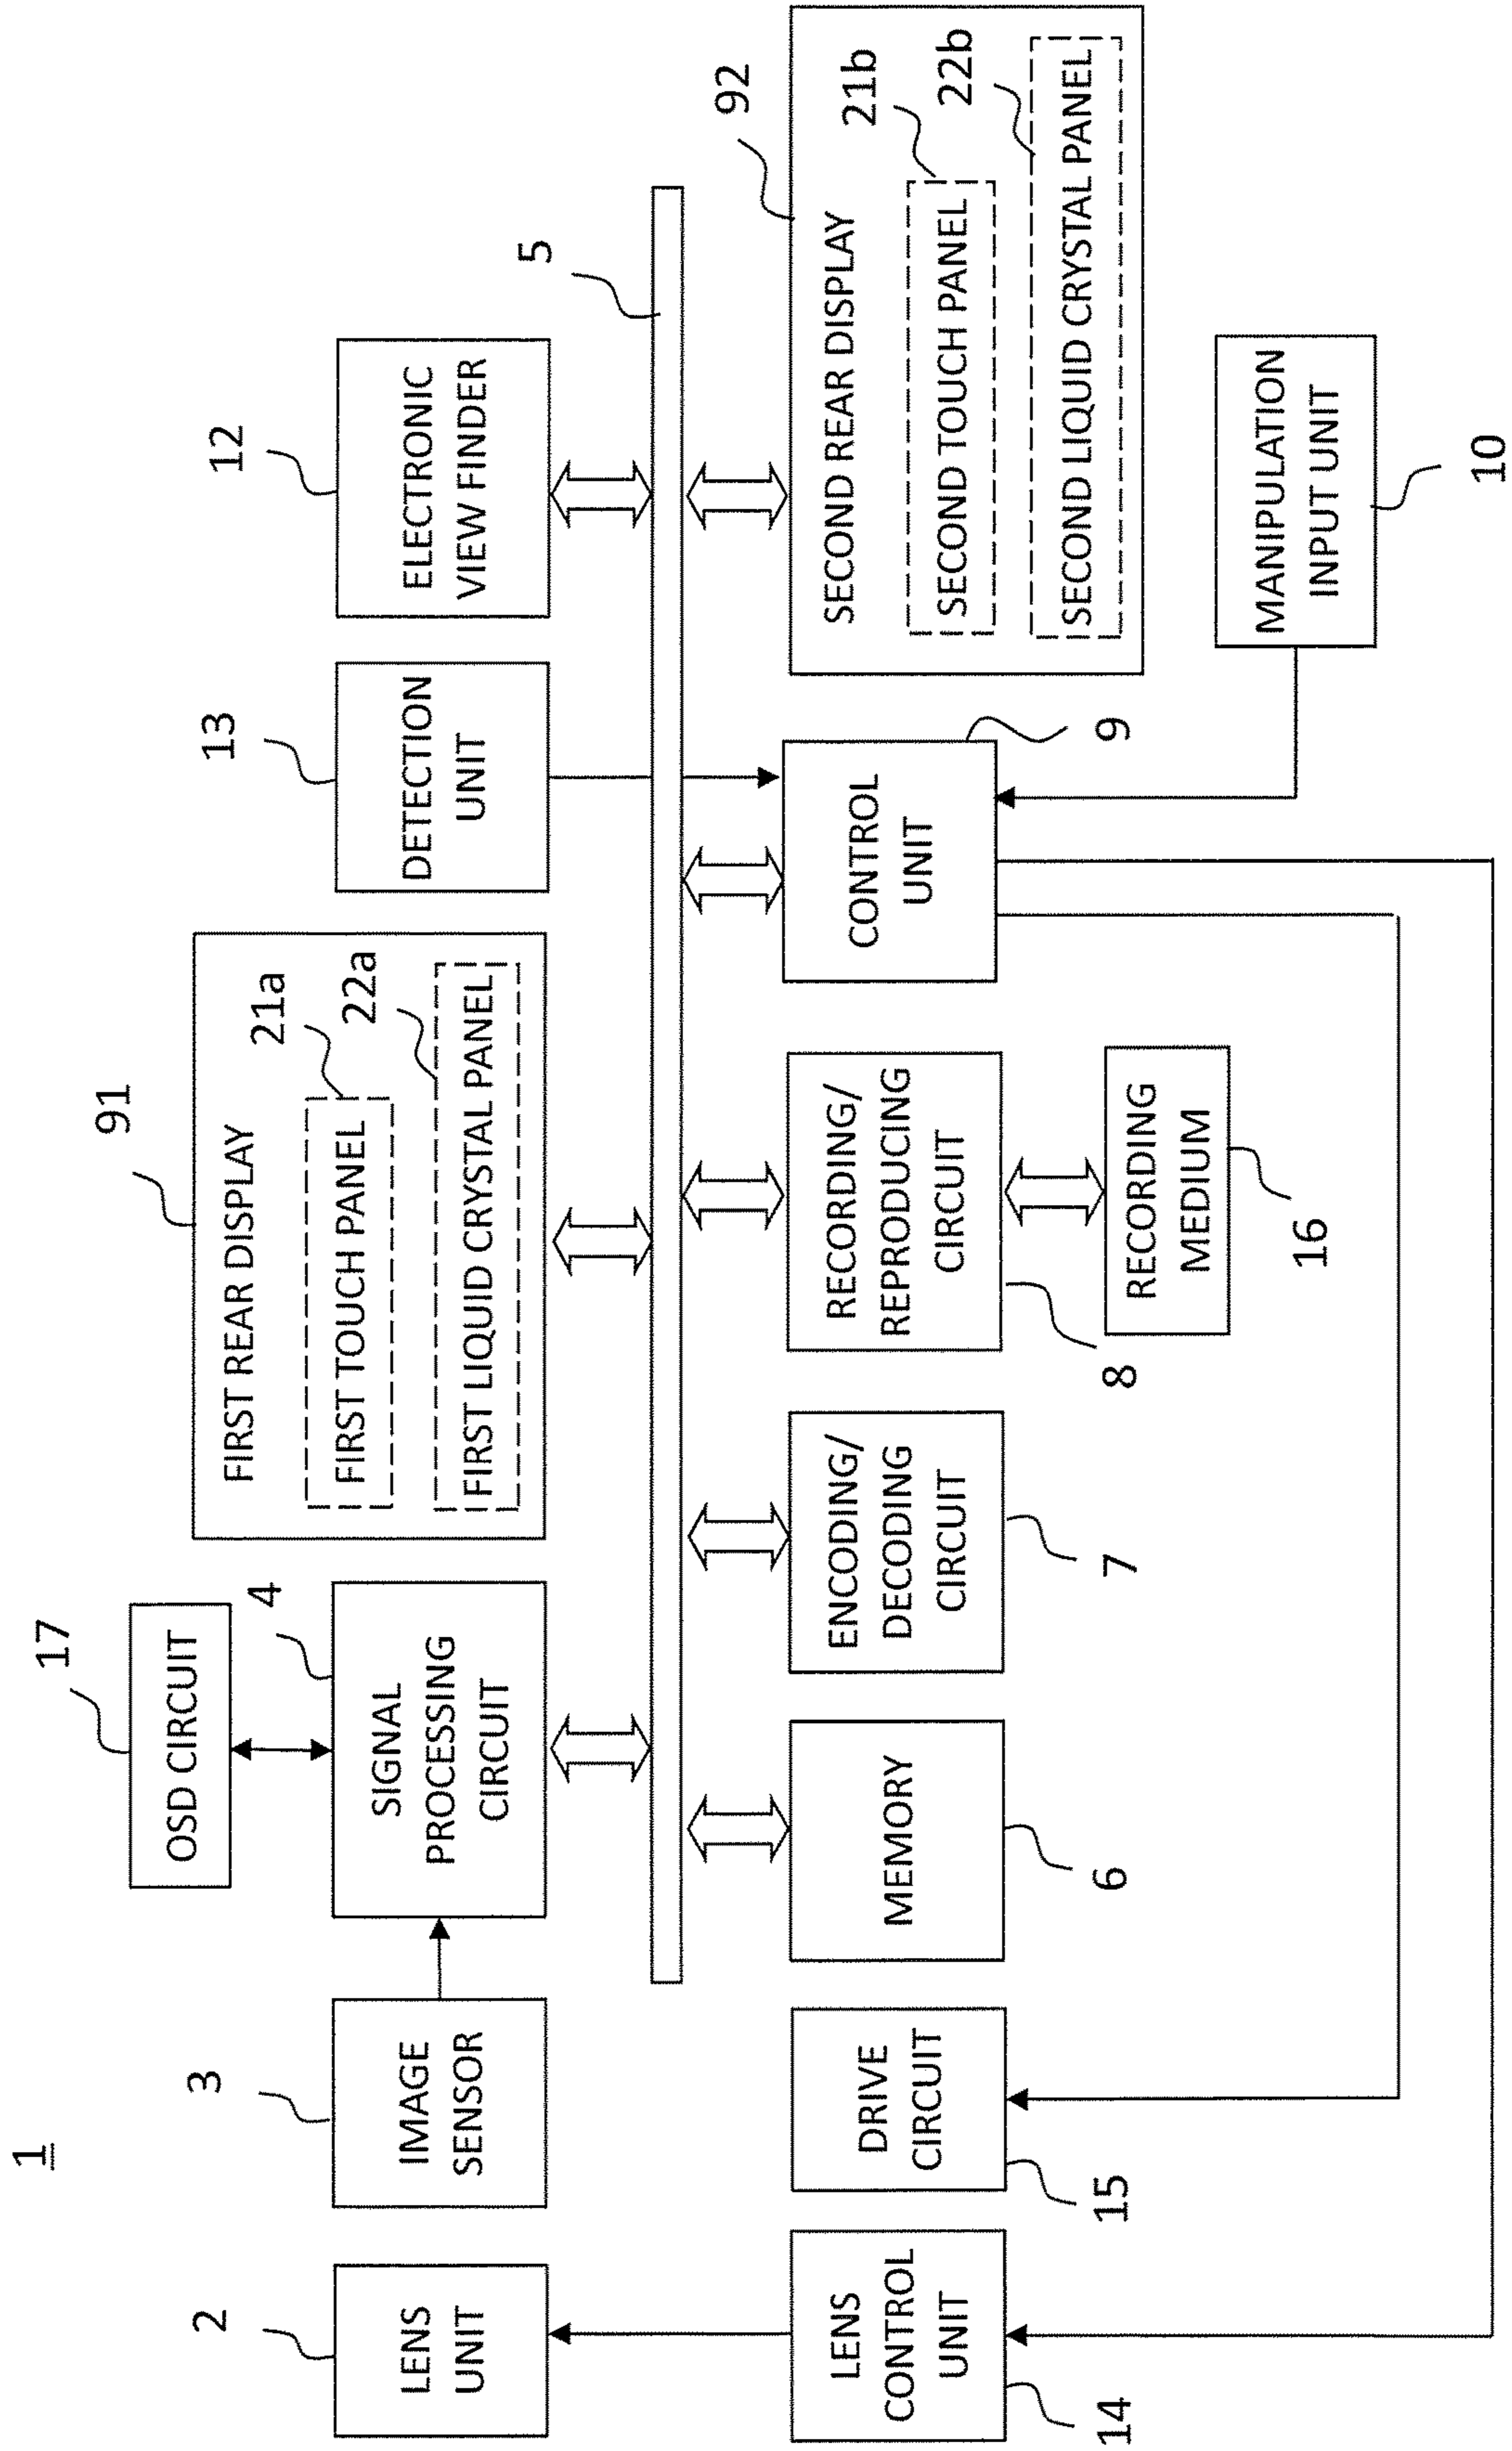 1
17
OSD CIRCUIT
91
FIRST REAR DISPLAY
21a
FIRST TOUCH PANEL
22a
FIRST LIQUID CRYSTAL PANEL
2
LENS
UNIT
3
IMAGE
SENSOR
4
SIGNAL
PROCESSING
CIRCUIT
13
DETECTION
UNIT
12
ELECTRONIC
VIEW FINDER
5
14
LENS
CONTROL
UNIT
15
DRIVE
CIRCUIT
MEMORY
6
ENCODING/
DECODING
CIRCUIT
7
RECORDING/
REPRODUCING
CIRCUIT
8
RECORDING
MEDIUM
16
CONTROL
UNIT
9
92
SECOND REAR DISPLAY
21b
SECOND TOUCH PANEL
22b
SECOND LIQUID CRYSTAL PANEL
MANIPULATION
INPUT UNIT
10